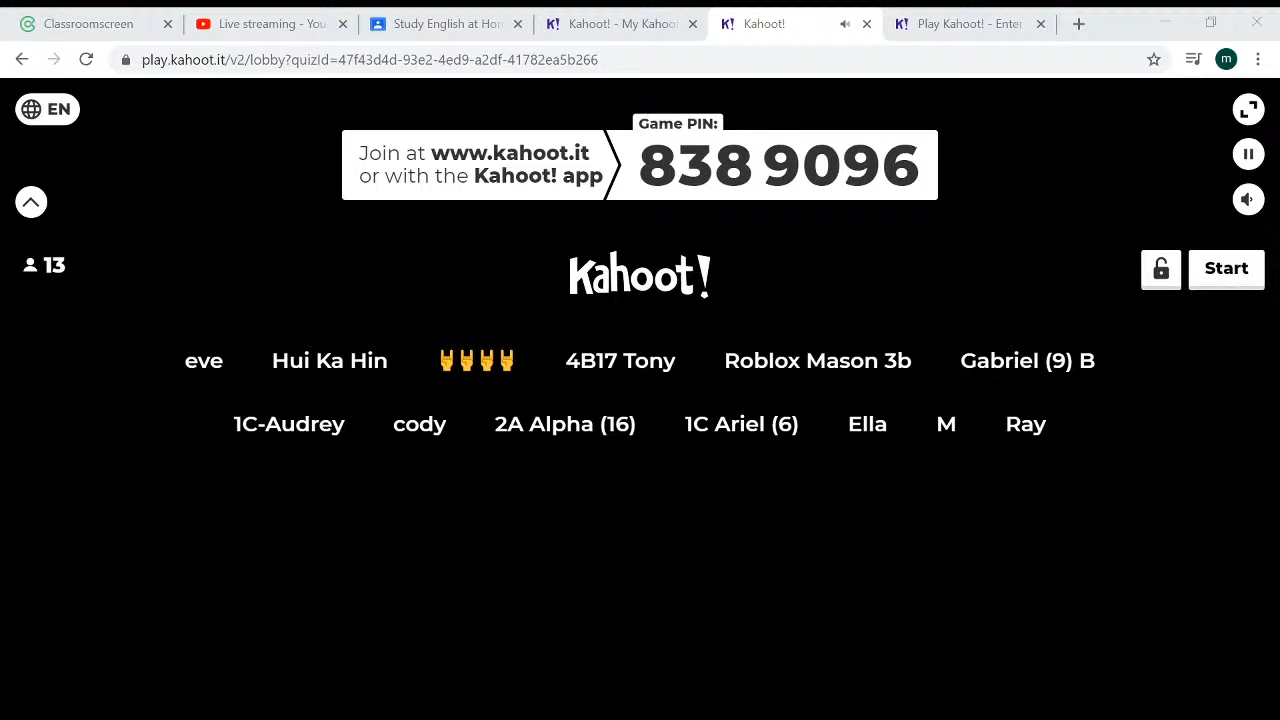 Classroomscreen
Live streaming - You
Study English at Hom
Kahoot! - My Kahoot
Kahoot!
Play Kahoot! - Enter
play.kahoot.it/v2/lobby?quizId=47f43d4d-93e2-4ed9-a2df-41782ea5b266
m
EN
Game PIN:
Join at www.kahoot.it
or with the Kahoot! app
838 9096
13
Kahoot!
Start
eve Hui Ka Hin 🤘🤘🤘🤘 4B17 Tony Roblox Mason 3b Gabriel (9) B
1C-Audrey cody 2A Alpha (16) 1C Ariel (6) Ella M Ray